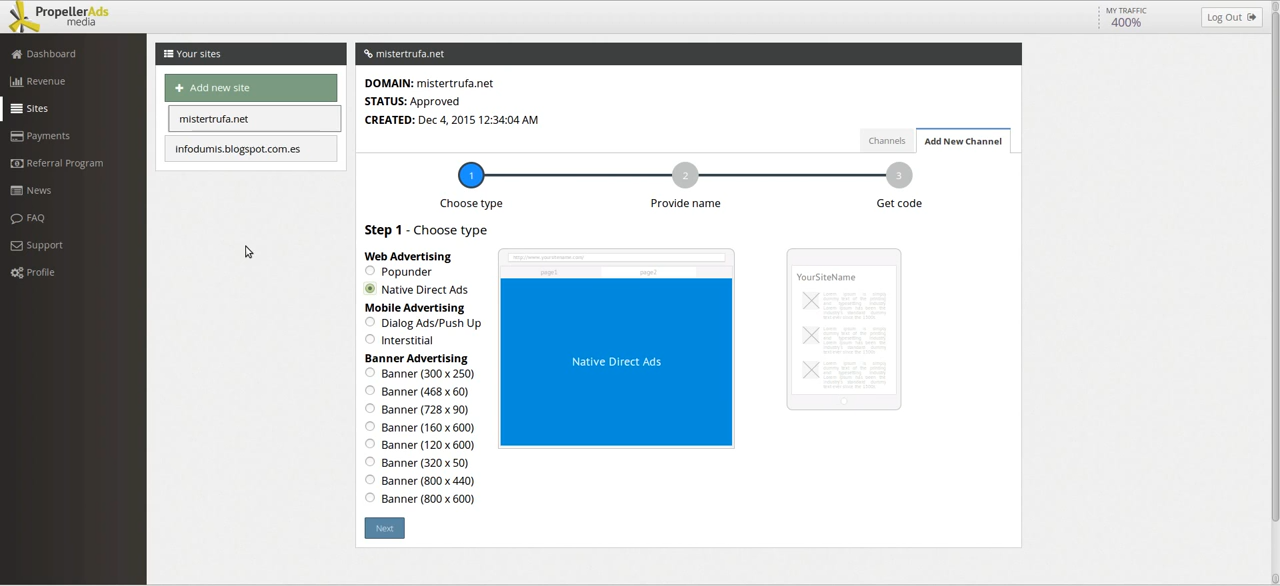 PropellerAds
media
MY TRAFFIC
400%
Log Out
Dashboard
Revenue
Sites
Payments
Referral Program
News
FAQ
Support
Profile
Your sites
Add new site
mistertrufa.net
infodumis.blogspot.com.es
mistertrufa.net
DOMAIN: mistertrufa.net
STATUS: Approved
CREATED: Dec 4, 2015 12:34:04 AM
Channels
Add New Channel
1
2
3
Choose type
Provide name
Get code
Step 1 - Choose type
Web Advertising
Popunder
Native Direct Ads
Mobile Advertising
Dialog Ads/Push Up
Interstitial
Banner Advertising
Banner (300 x 250)
Banner (468 x 60)
Banner (728 x 90)
Banner (160 x 600)
Banner (120 x 600)
Banner (320 x 50)
Banner (800 x 440)
Banner (800 x 600)
Next
page1
page2
Native Direct Ads
YourSiteName